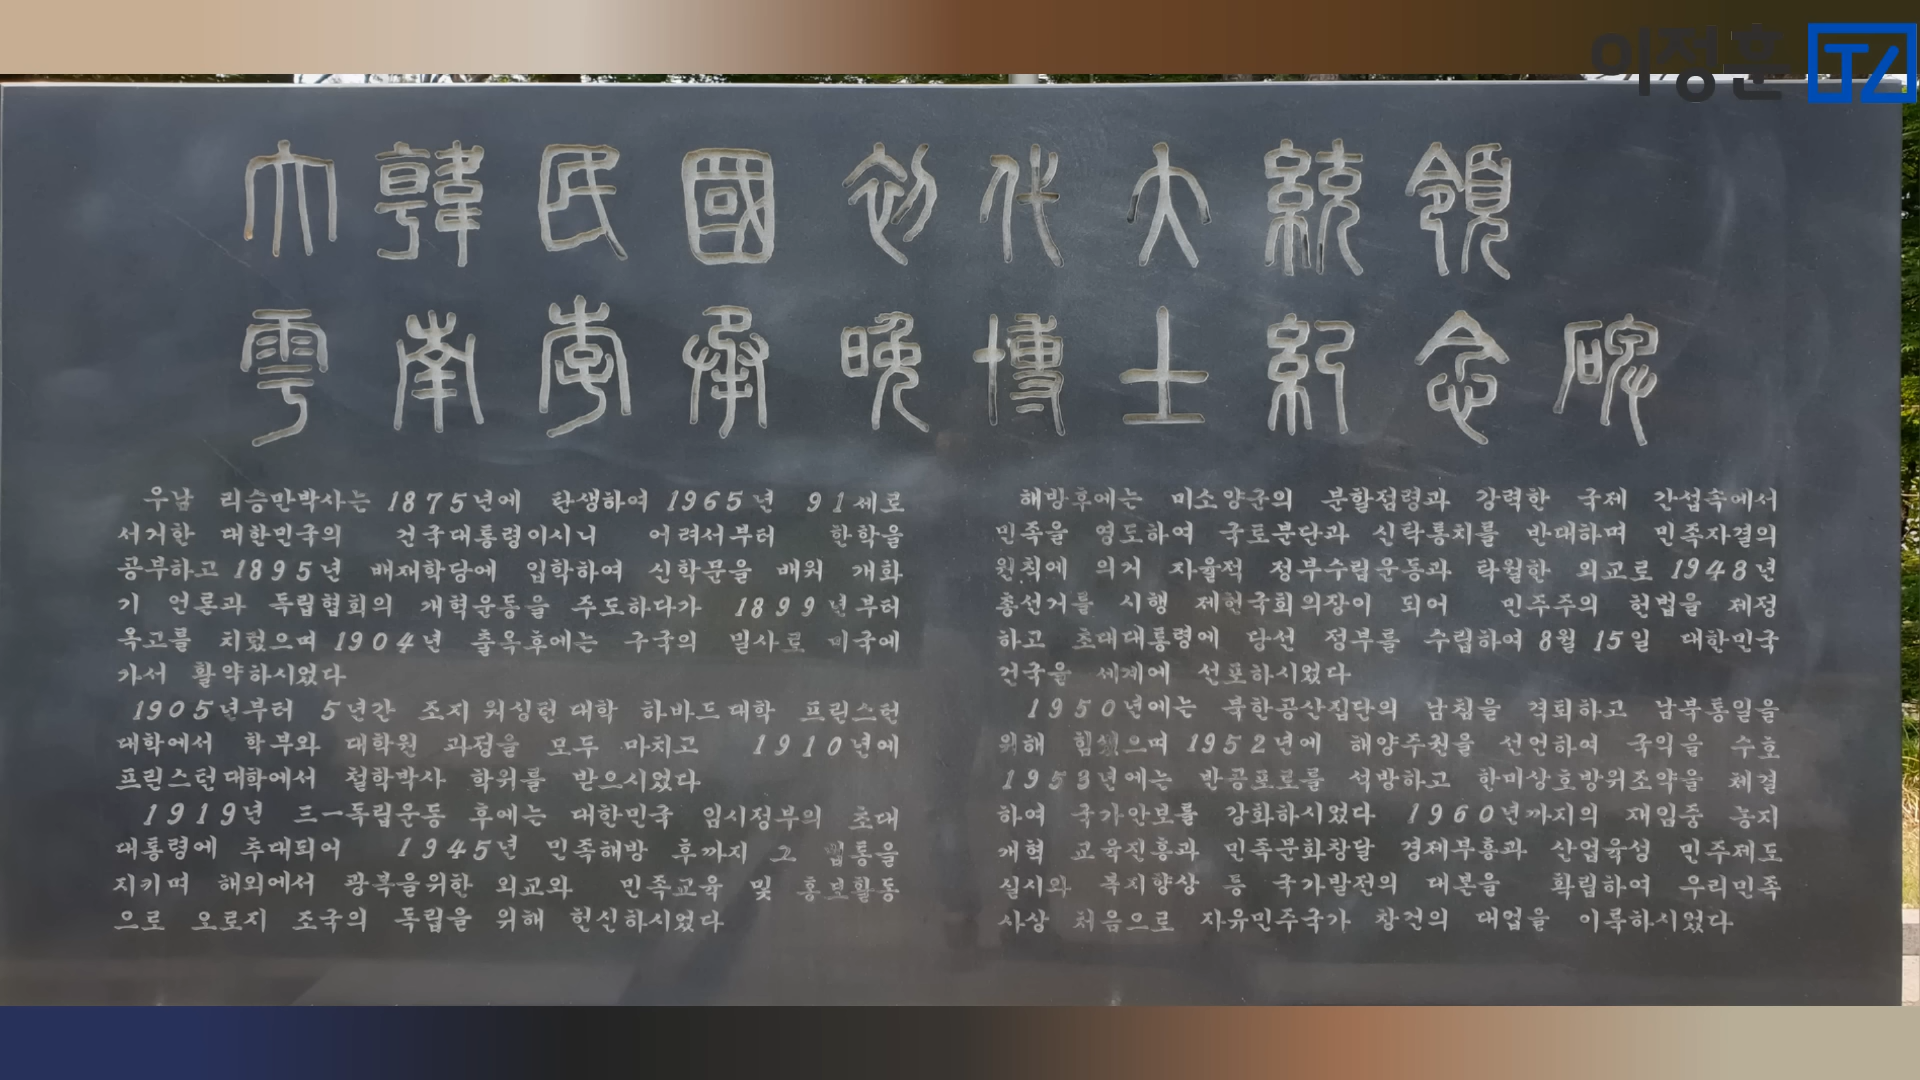 이정훈 TV
大韓民國初代大統領
雩南李承晩博士紀念碑
우남 리승만박사는 1875년에 탄생하여 1965년 91세로
서거한 대한민국의 건국대통령이시니 어려서부터 한학을
공부하고 1895년 배재학당에 입학하여 신학문을 배워 개화
기 언론과 독립협회의 개혁운동을 주도하다가 1899년부터
옥고를 치렀으며 1904년 출옥후에는 구국의 밀사로 미국에
가서 활약하시었다
1905년부터 5년간 조지워싱턴대학 하바드대학 프린스턴
대학에서 학부와 대학원 과정을 모두 마치고 1910년에
프린스턴대학에서 철학박사 학위를 받으시었다
1919년 三一독립운동 후에는 대한민국 임시정부의 초대
대통령에 추대되어 1945년 민족해방 후까지 그 법통을
지키며 해외에서 광복을위한 외교와 민족교육 및 홍보활동
으로 오로지 조국의 독립을 위해 헌신하시었다
해방후에는 미소양군의 분할점령과 강력한 국제 간섭속에서
민족을 영도하여 국토분단과 신탁통치를 반대하며 민족자결의
원칙에 의거 자율적 정부수립운동과 탁월한 외교로 1948년
총선거를 시행 제헌국회의장이 되어 민주주의 헌법을 제정
하고 초대대통령에 당선 정부를 수립하여 8월 15일 대한민국
건국을 세계에 선포하시었다
1950년에는 북한공산집단의 남침을 격퇴하고 남북통일을
위해 힘썼으며 1952년에 해양주권을 선언하여 국익을 수호
1953년에는 반공포로를 석방하고 한미상호방위조약을 체결
하여 국가안보를 강화하시었다 1960년까지의 재임중 농지
개혁 교육진흥과 민족문화창달 경제부흥과 산업육성 민주제도
실시와 복지향상 등 국가발전의 대본을 확립하여 우리민족
사상 처음으로 자유민주국가 창건의 대업을 이룩하시었다